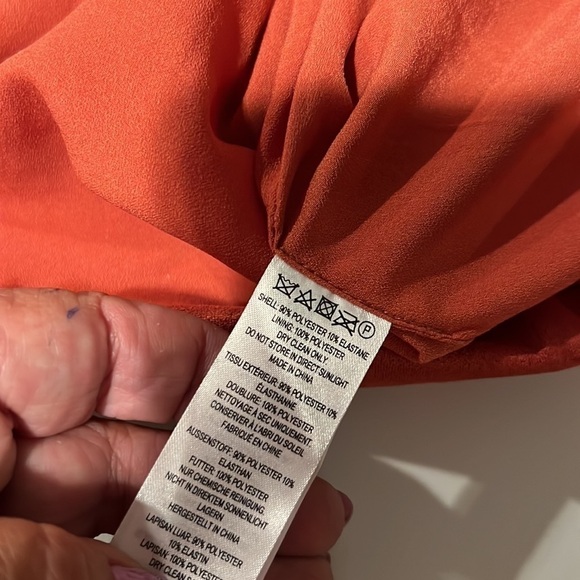 P
SHELL: 90% POLYESTER 10% ELASTANE
LINING: 100% POLYESTER
DRY CLEAN ONLY
DO NOT STORE IN DIRECT SUNLIGHT
MADE IN CHINA
TISSU EXTÉRIEUR: 90% POLYESTER 10%
ÉLASTHANNE
DOUBLURE: 100% POLYESTER
NETTOYAGE À SEC UNIQUEMENT.
CONSERVER À L'ABRI DU SOLEIL
FABRIQUÉ EN CHINE
AUSSENSTOFF: 90% POLYESTER 10%
ELASTHAN
FUTTER: 100% POLYESTER
NUR CHEMISCHE REINIGUNG.
NICHT IN DIREKTEM SONNENLICHT
LAGERN
HERGESTELLT IN CHINA
LAPISAN LUAR: 90% POLYESTER
10% ELASTIN
LAPISAN: 100%
DRY CLEAN